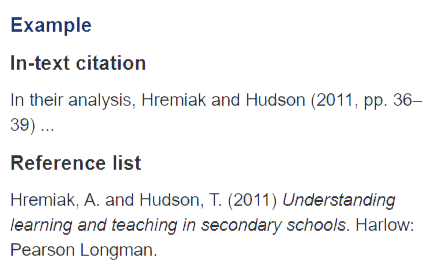 Example
In-text citation
In their analysis, Hremiak and Hudson (2011, pp. 36–
39) ...
Reference list
Hremiak, A. and Hudson, T. (2011) Understanding
learning and teaching in secondary schools. Harlow:
Pearson Longman.